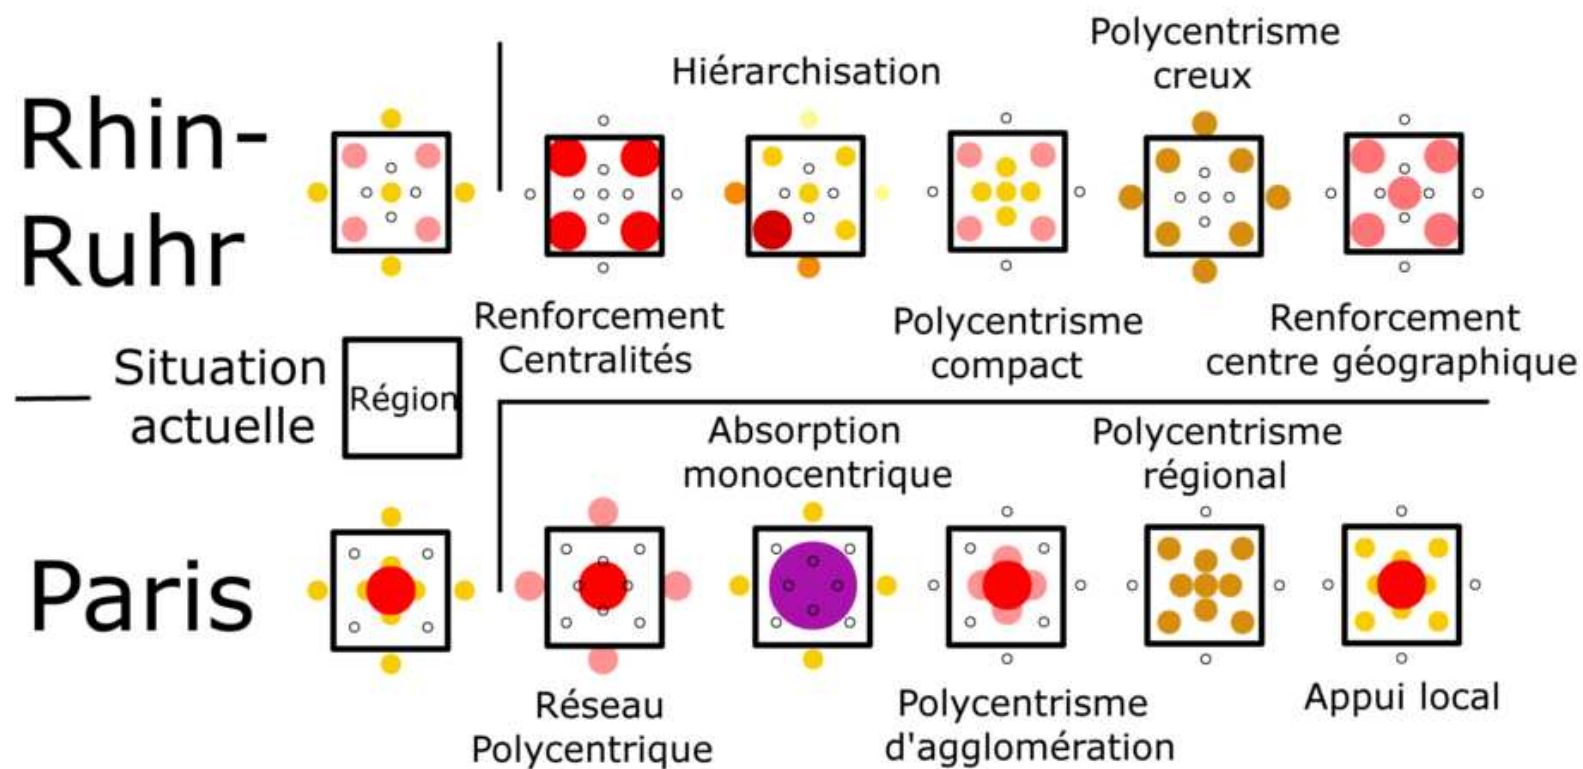 Polycentrisme
creux
Hiérarchisation
Rhin-
Ruhr
Renforcement
Centralités
Polycentrisme
compact
Renforcement
centre géographique
Situation
actuelle
Région
Absorption
monocentrique
Polycentrisme
régional
Paris
Réseau
Polycentrique
Polycentrisme
d'agglomération
Appui local